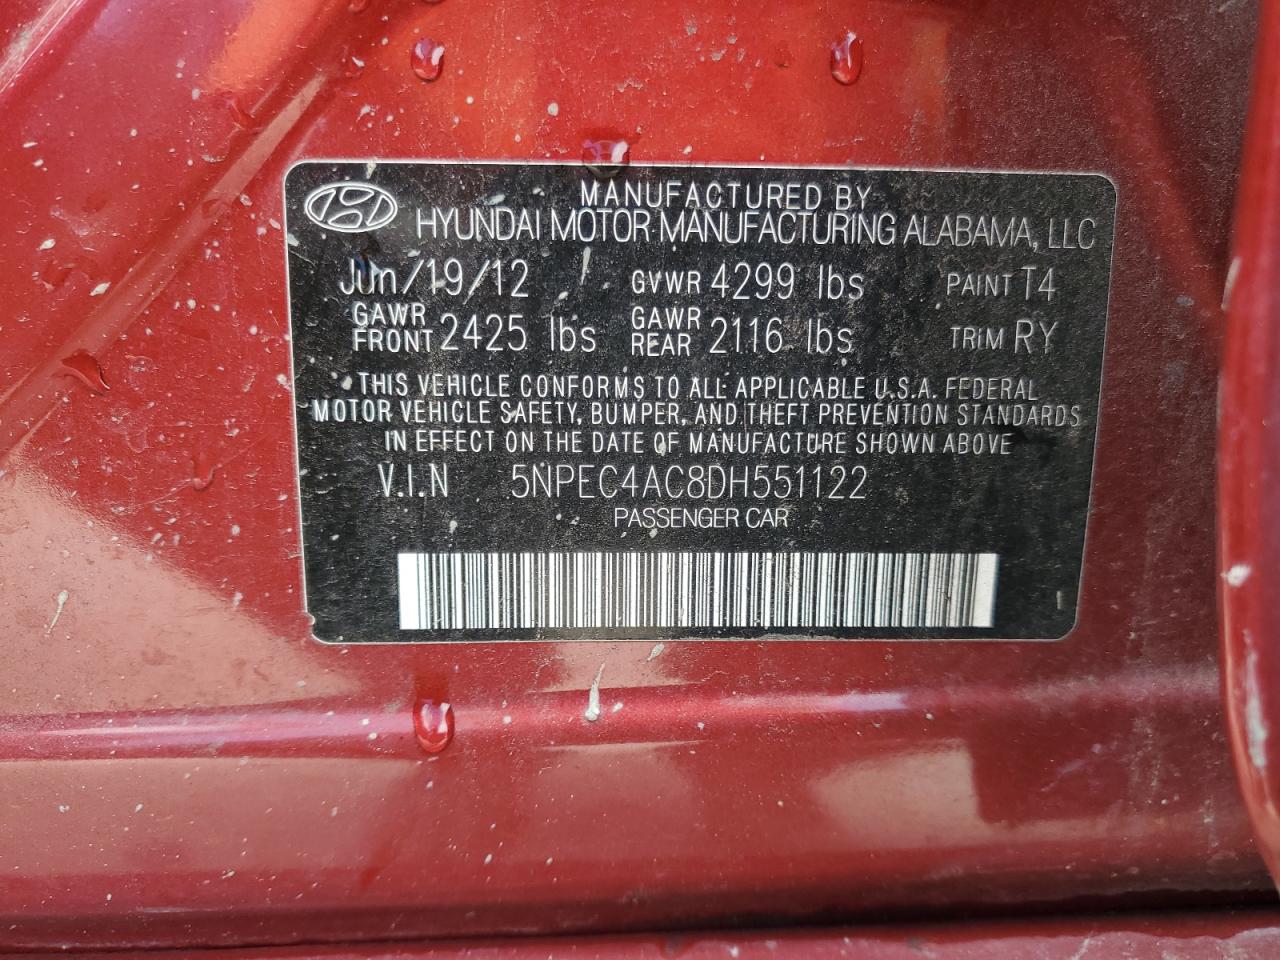 MANUFACTURED BY
HYUNDAI MOTOR MANUFACTURING ALABAMA, LLC
Jun/19/12 GVWR 4299 lbs PAINT T4
GAWR FRONT 2425 lbs GAWR REAR 2116 lbs TRIM RY
THIS VEHICLE CONFORMS TO ALL APPLICABLE U.S.A. FEDERAL
MOTOR VEHICLE SAFETY, BUMPER, AND THEFT PREVENTION STANDARDS
IN EFFECT ON THE DATE OF MANUFACTURE SHOWN ABOVE
V.I.N 5NPEC4AC8DH551122
PASSENGER CAR